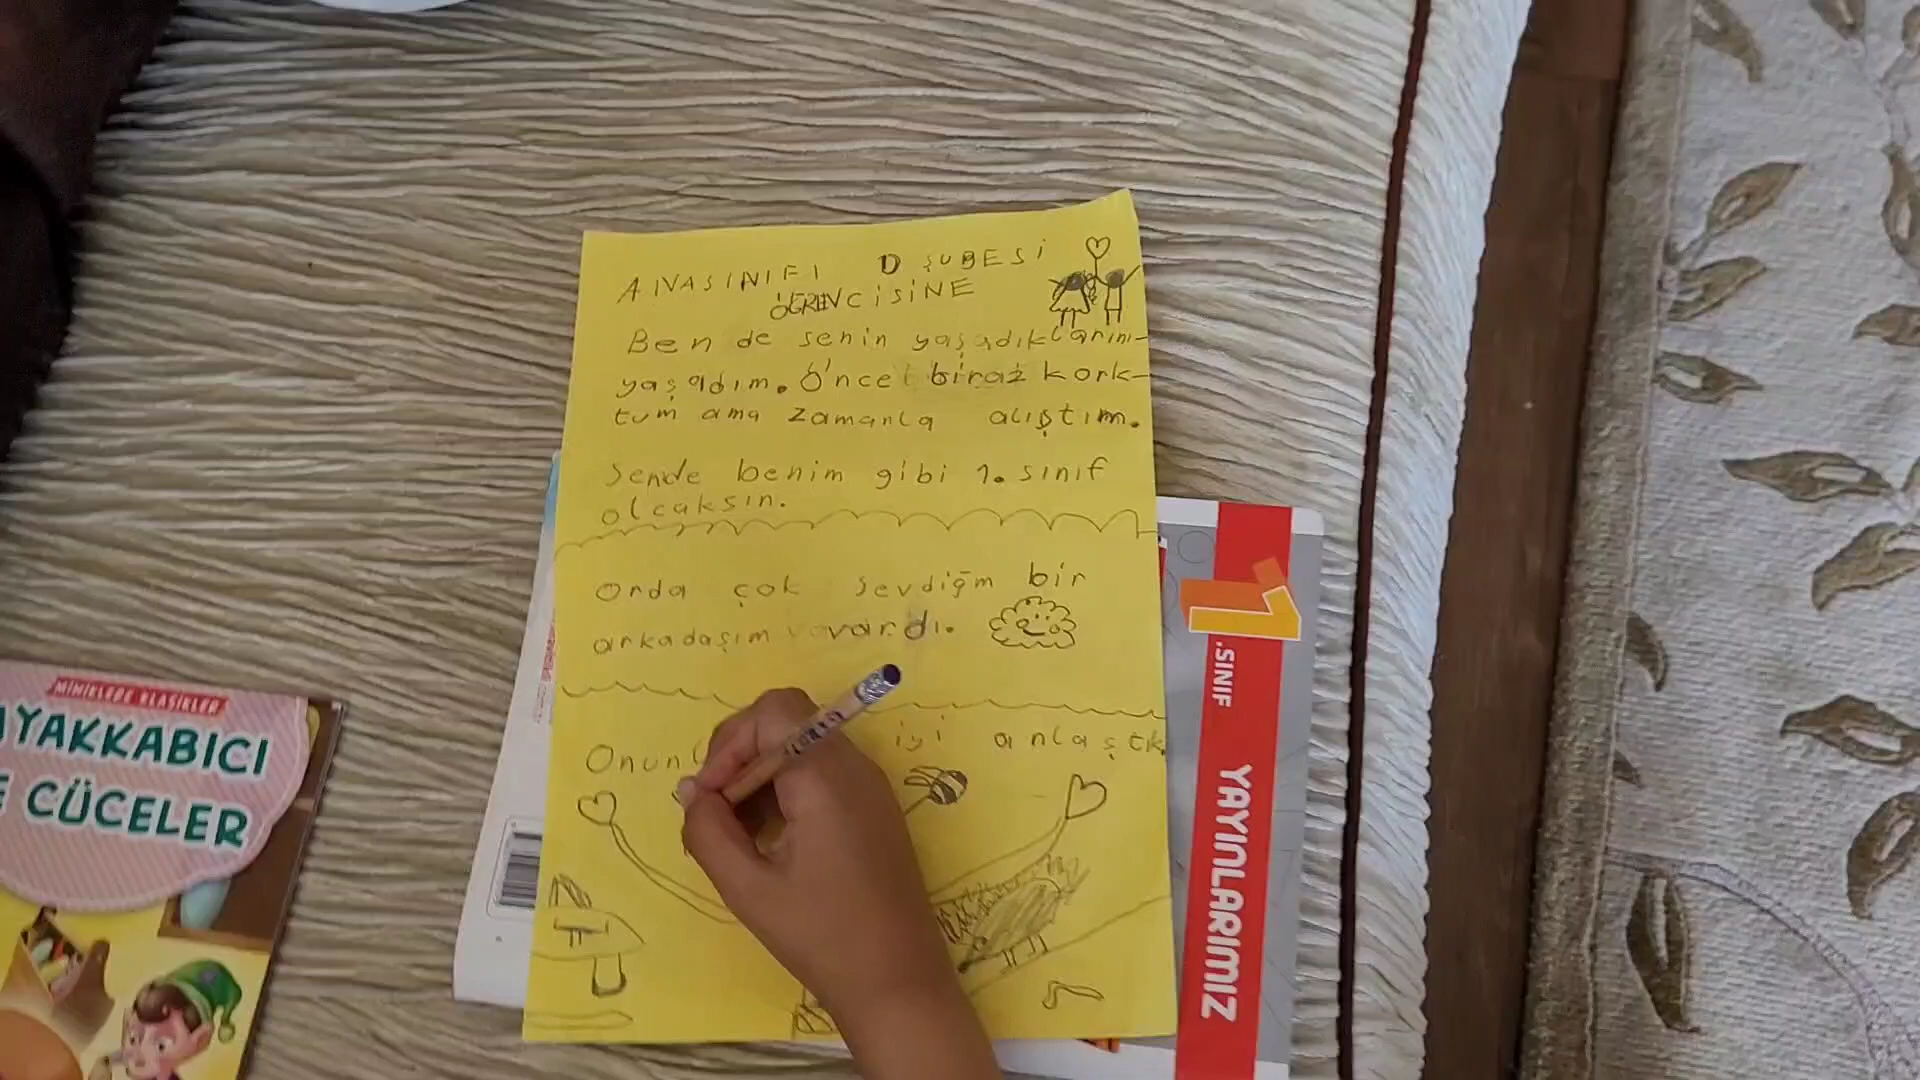 ANASINIFI D ŞUBESİ
ÖĞRENCİSİNE
Ben de senin yaşadıklarını-
yaşadım. Önce biraz kork-
tum ama zamanla alıştım.
Sende benim gibi 1. sınıf
olcaksın.
Orda çok sevdiğm bir
arkadaşım vardı.
iyi anlaştık
MİNİKLERE KLASİKLER
AYAKKABICI
E CÜCELER
1
.SINIF
YAYINLARIMIZ